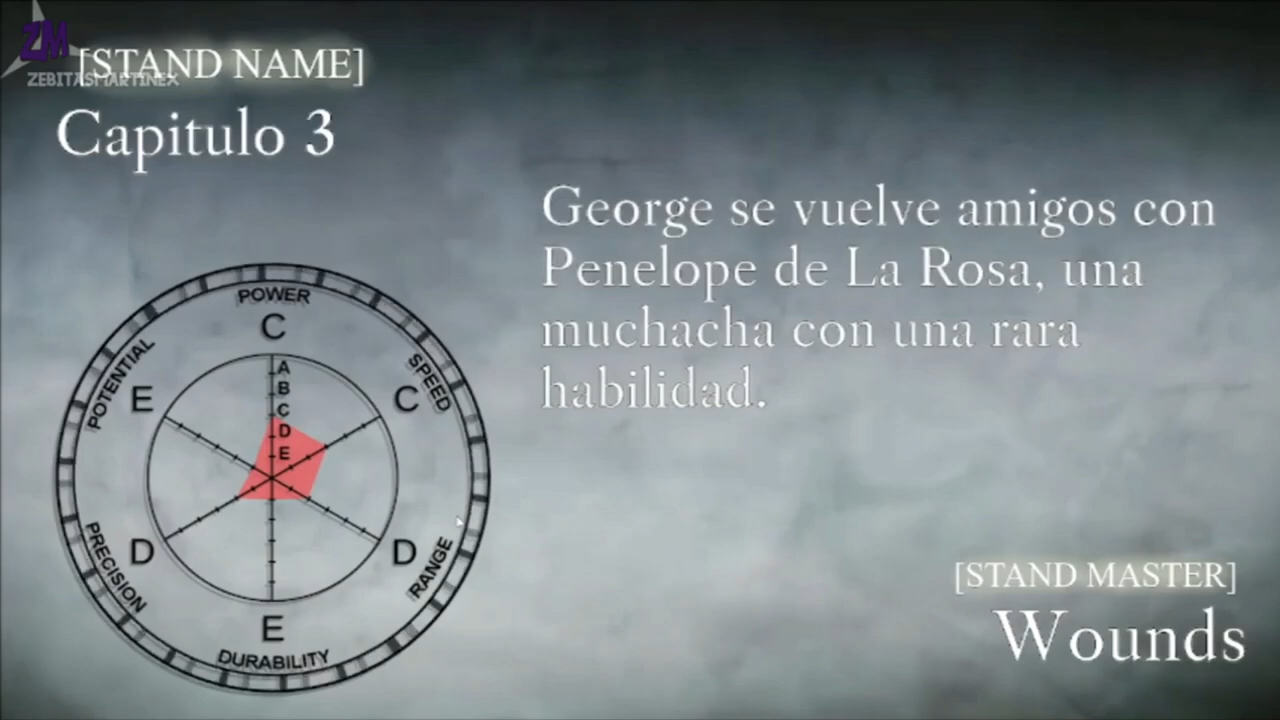 ZM
[STAND NAME]
ZEBITASMARTINEX
Capitulo 3
George se vuelve amigos con
Penelope de La Rosa, una
muchacha con una rara
habilidad.
POWER
C
SPEED
C
RANGE
D
DURABILITY
E
PRECISION
D
POTENTIAL
E
A
B
C
D
E
[STAND MASTER]
Wounds